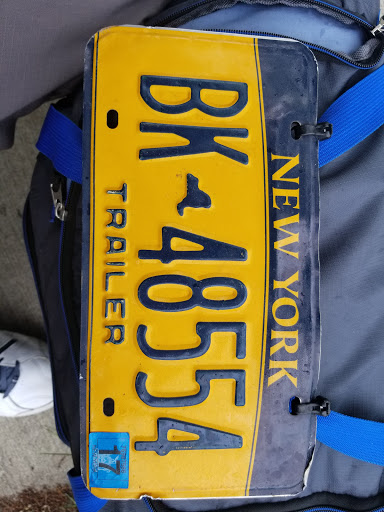 NEW YORK
BK 48554
TRAILER
17